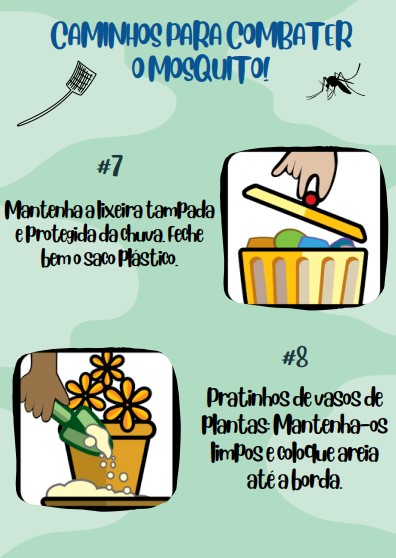 CAMINHOS PARA COMBATER
O MOSQUITO!
#7
Mantenha a lixeira tampada
e protegida da chuva. Feche
bem o saco plástico.
#8
Pratinhos de vasos de
plantas: Mantenha-os
limpos e coloque areia
até a borda.